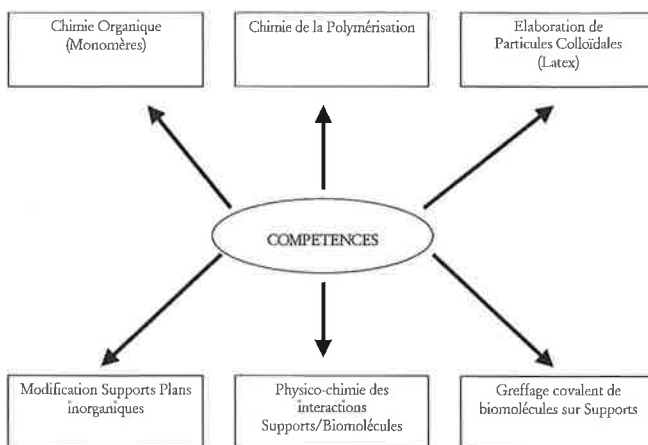 Chimie Organique
(Monomères)
Chimie de la Polymérisation
Elaboration de
Particules Colloïdales
(Latex)
COMPETENCES
Modification Supports Plans
inorganiques
Physico-chimie des
interactions
Supports/Biomolécules
Greffage covalent de
biomolécules sur Supports